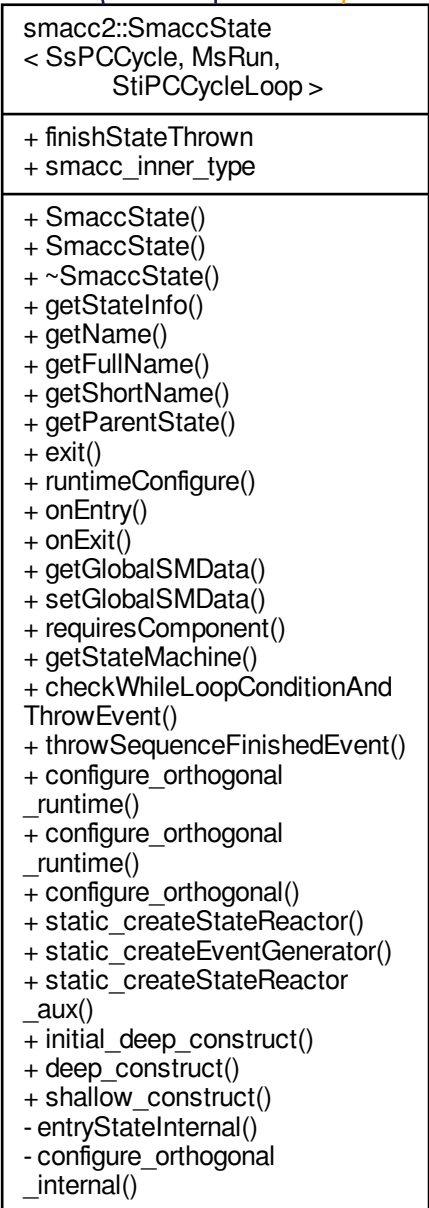 smacc2::SmaccState
< SsPCCycle, MsRun,
StiPCCycleLoop >
+ finishStateThrown
+ smacc_inner_type
+ SmaccState()
+ SmaccState()
+ ~SmaccState()
+ getStateInfo()
+ getName()
+ getFullName()
+ getShortName()
+ getParentState()
+ exit()
+ runtimeConfigure()
+ onEntry()
+ onExit()
+ getGlobalSMData()
+ setGlobalSMData()
+ requiresComponent()
+ getStateMachine()
+ checkWhileLoopConditionAnd
ThrowEvent()
+ throwSequenceFinishedEvent()
+ configure_orthogonal
_runtime()
+ configure_orthogonal
_runtime()
+ configure_orthogonal()
+ static_createStateReactor()
+ static_createEventGenerator()
+ static_createStateReactor
_aux()
+ initial_deep_construct()
+ deep_construct()
+ shallow_construct()
- entryStateInternal()
- configure_orthogonal
_internal()